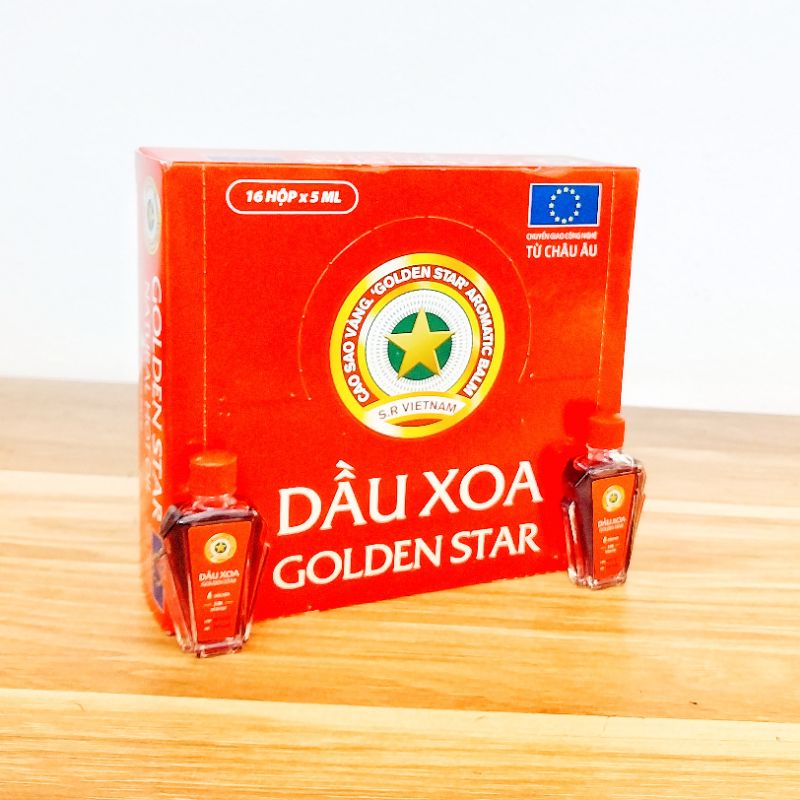 16 HỘP x 5 ML
CHUYỂN GIAO CÔNG NGHỆ
TỪ CHÂU ÂU
CAO SAO VÀNG. 'GOLDEN STAR' AROMATIC BALM
S.R VIETNAM
DẦU XOA
GOLDEN STAR
GOLDEN STAR
DẦU XOA
GOLDEN STAR
DẦU XOA
GOLDEN STAR